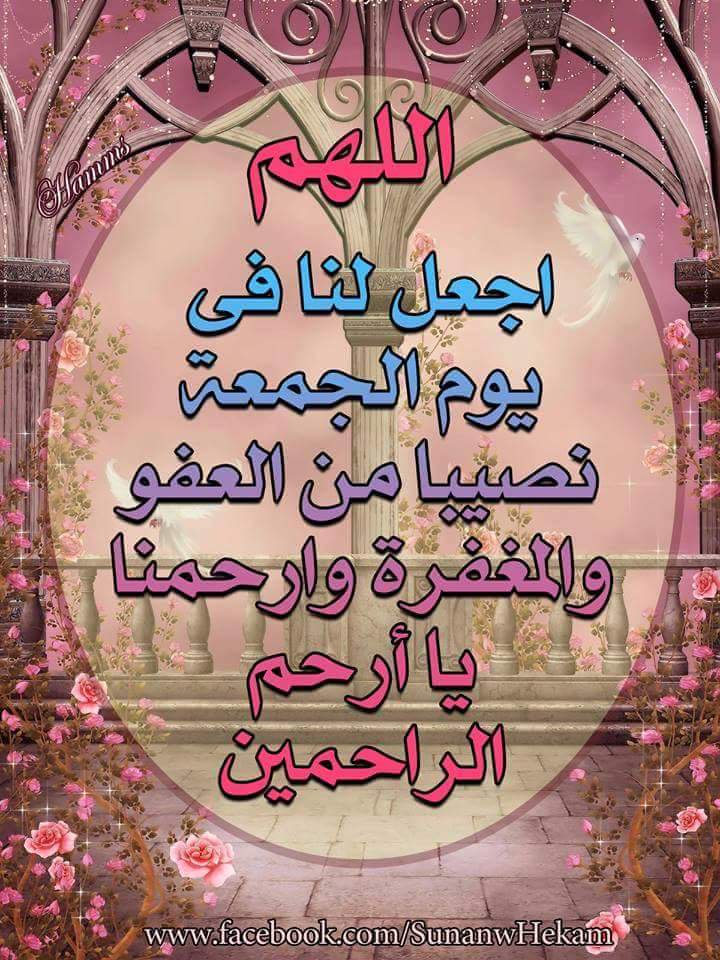 Hamms
اللهم
اجعل لنا فى
يوم الجمعة
نصيبا من العفو
والمغفرة وارحمنا
يا أرحم
الراحمين
www.facebook.com/SunanwHekam